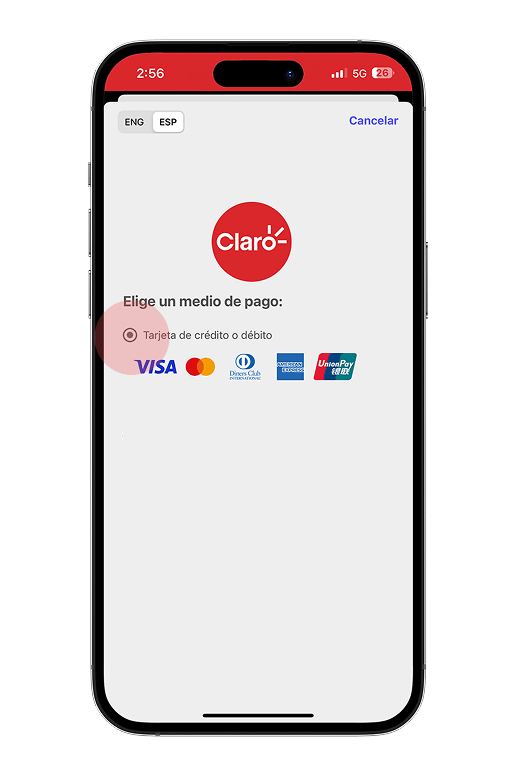 2:56 5G 26
ENG ESP Cancelar
Claro
Elige un medio de pago:
Tarjeta de crédito o débito
VISA
Diners Club
INTERNATIONAL
AMERICAN
EXPRESS
UnionPay
银联